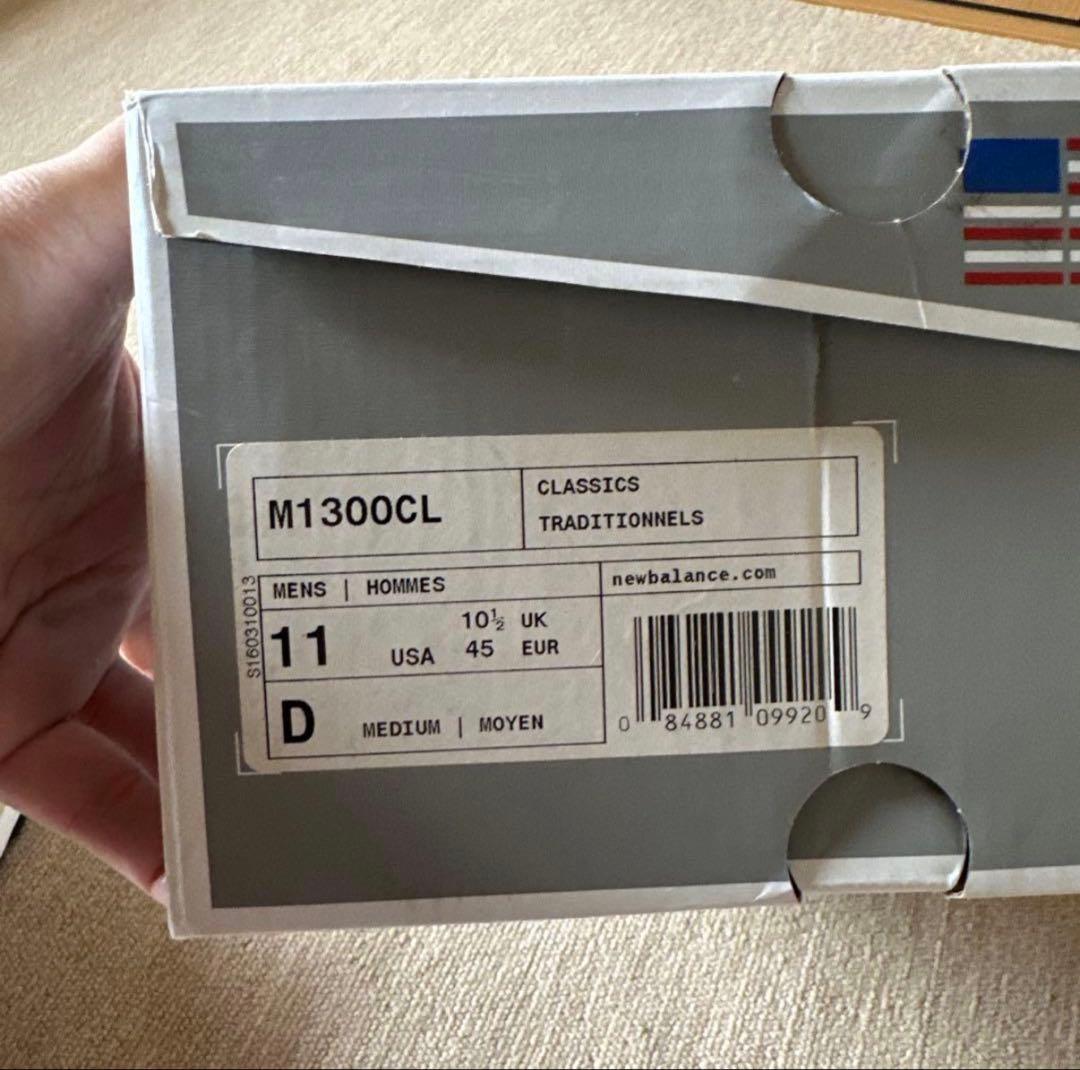 M1300CL
CLASSICS
TRADITIONNELS
S160310013
MENS | HOMMES
newbalance.com
10½ UK
11 USA 45 EUR
D MEDIUM | MOYEN
0 84881 09920 9